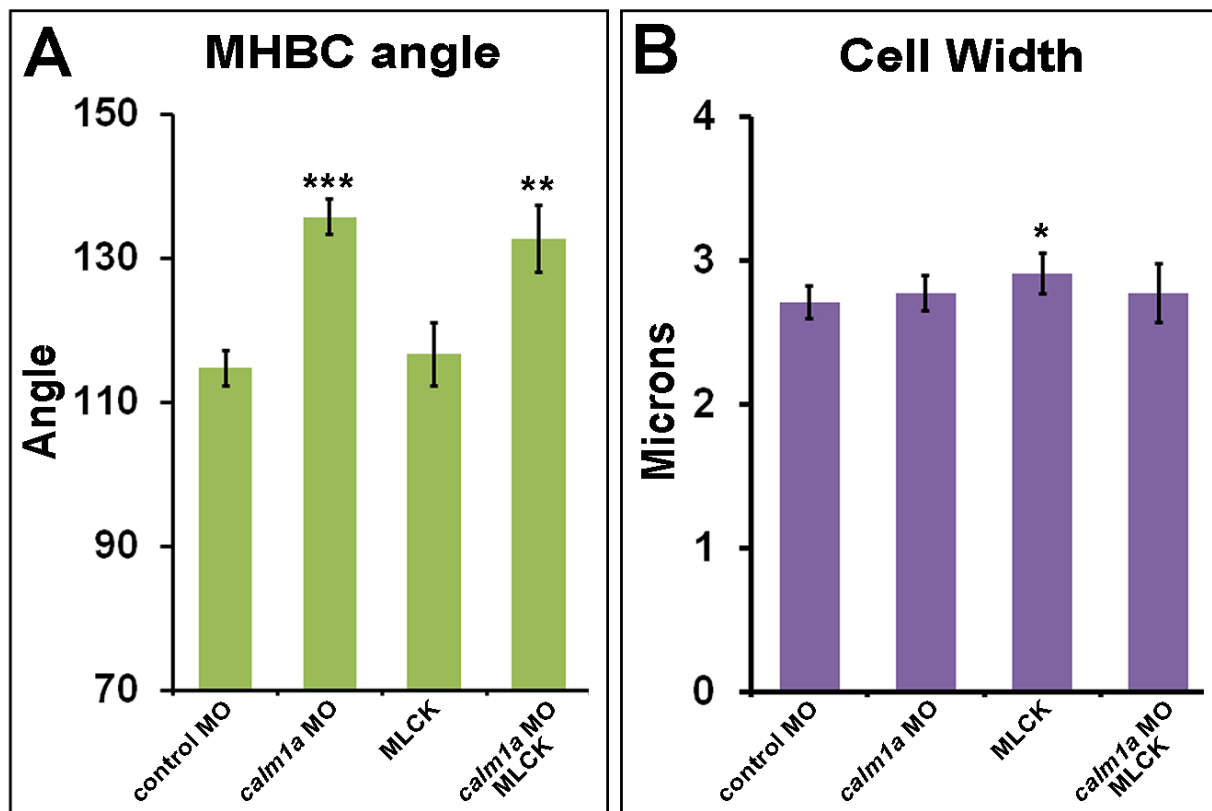 A
MHBC angle
150
130
110
90
70
Angle
***
**
control MO
calm1a MO
MLCK
calm1a MO
MLCK
B
Cell Width
4
3
2
1
0
Microns
*
control MO
calm1a MO
MLCK
calm1a MO
MLCK